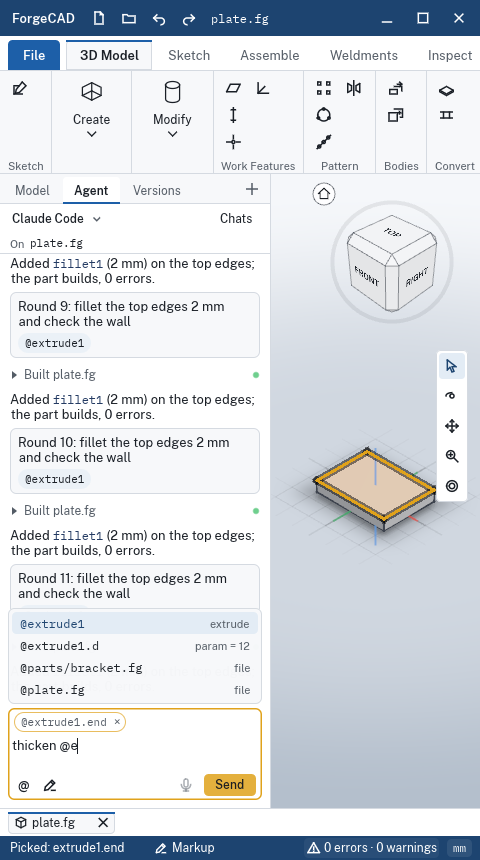 ForgeCAD plate.fg
File 3D Model Sketch Assemble Weldments Inspect
Create Modify
Sketch Work Features Pattern Bodies Convert
Model Agent Versions
Claude Code Chats
On plate.fg
Added fillet1 (2 mm) on the top edges;
the part builds, 0 errors.
Round 9: fillet the top edges 2 mm
and check the wall
@extrude1
Built plate.fg
Added fillet1 (2 mm) on the top edges;
the part builds, 0 errors.
Round 10: fillet the top edges 2 mm
and check the wall
@extrude1
Built plate.fg
Added fillet1 (2 mm) on the top edges;
the part builds, 0 errors.
Round 11: fillet the top edges 2 mm
and check the wall
@extrude1 extrude
@extrude1.d param = 12
@parts/bracket.fg file
@plate.fg file
@extrude1.end ×
thicken @e
@ Send
TOP
FRONT RIGHT
plate.fg
Picked: extrude1.end Markup 0 errors · 0 warnings mm